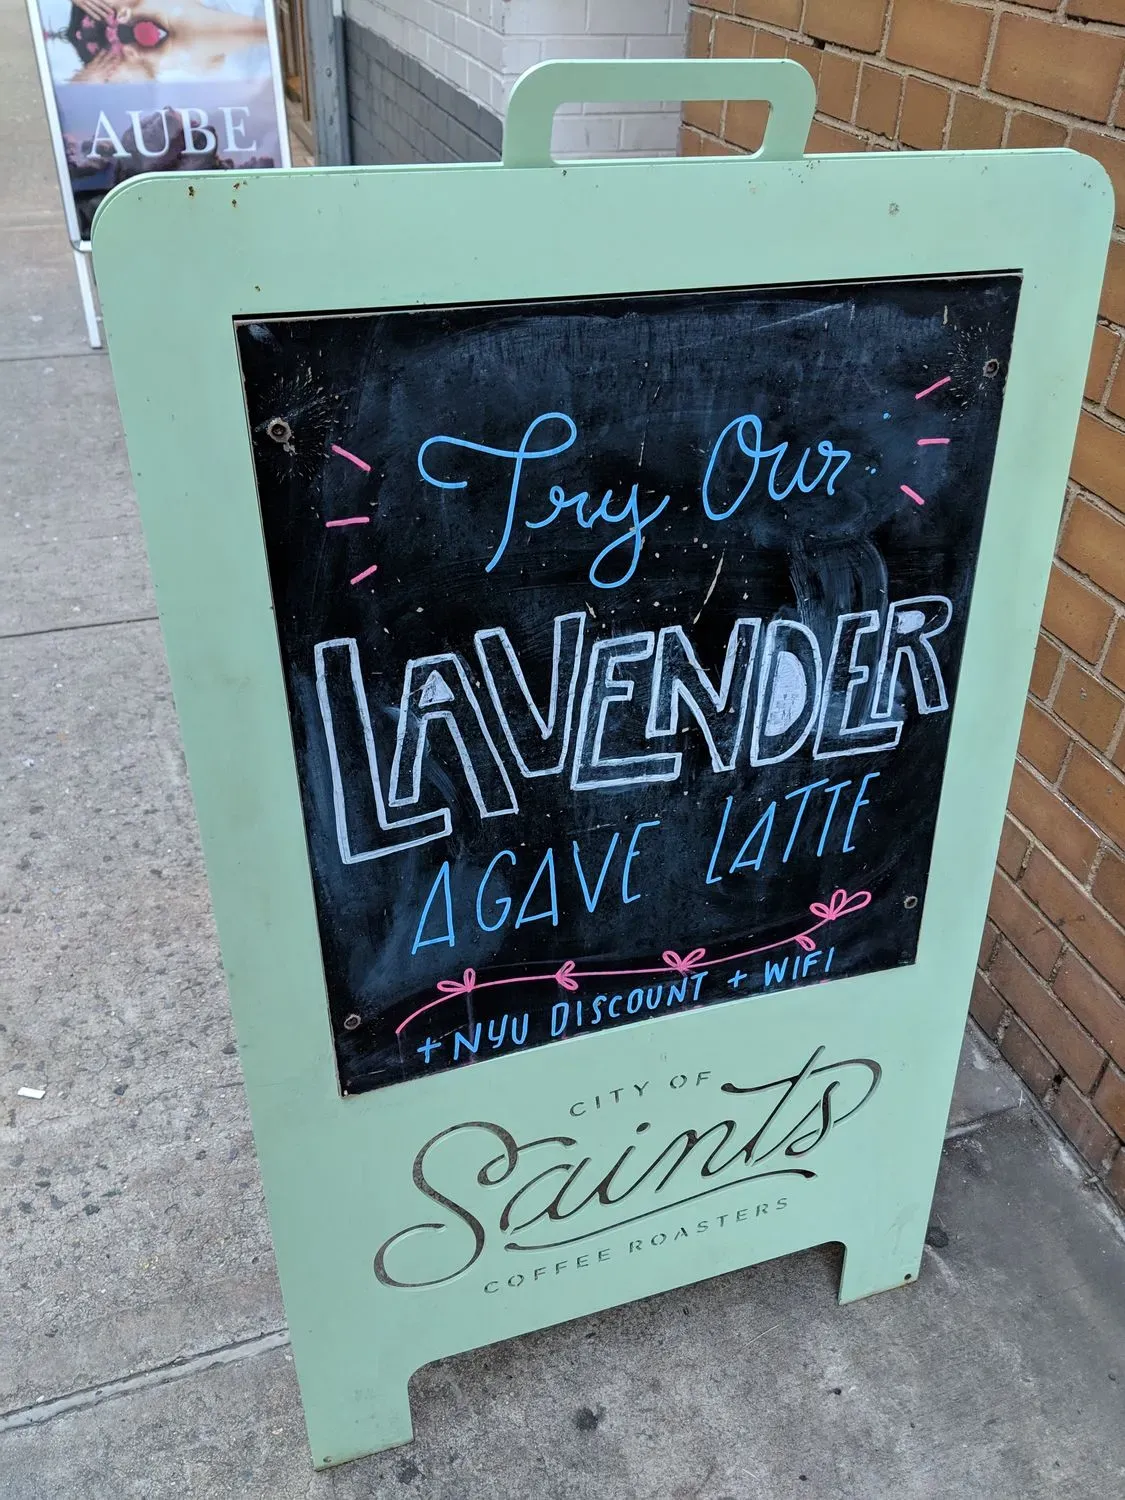 AUBE
Try Our
LAVENDER
AGAVE LATTE
+ NYU DISCOUNT + WIFI
CITY OF
Saints
COFFEE ROASTERS